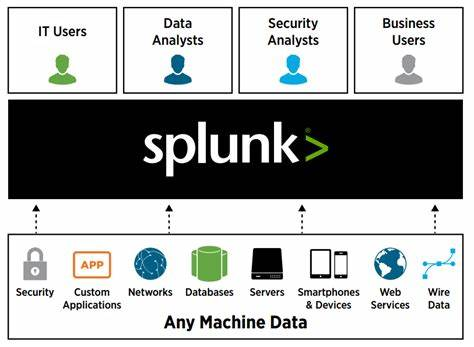 IT Users
Data
Analysts
Security
Analysts
Business
Users
splunk>®
APP
Security
Custom
Applications
Networks
Databases
Servers
Smartphones
& Devices
Web
Services
Wire
Data
Any Machine Data